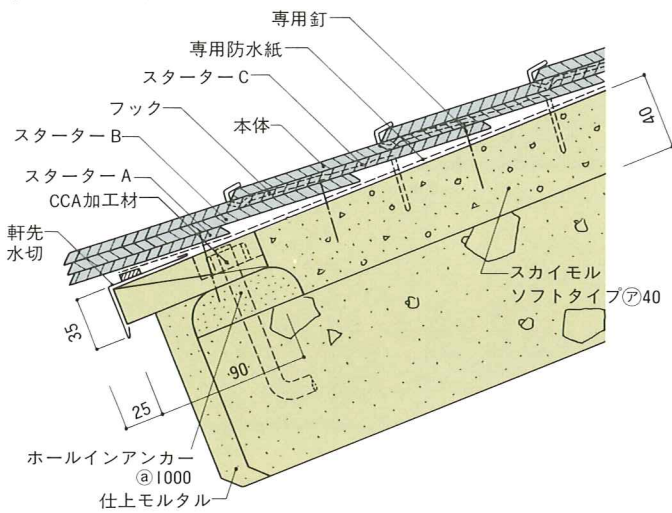 専用釘
専用防水紙
スターターC
フック
本体
スターターB
スターターA
CCA加工材
軒先
水切
40
スカイモル
ソフトタイプ㋐40
35
90
25
ホールインアンカー
ⓐ1000
仕上モルタル